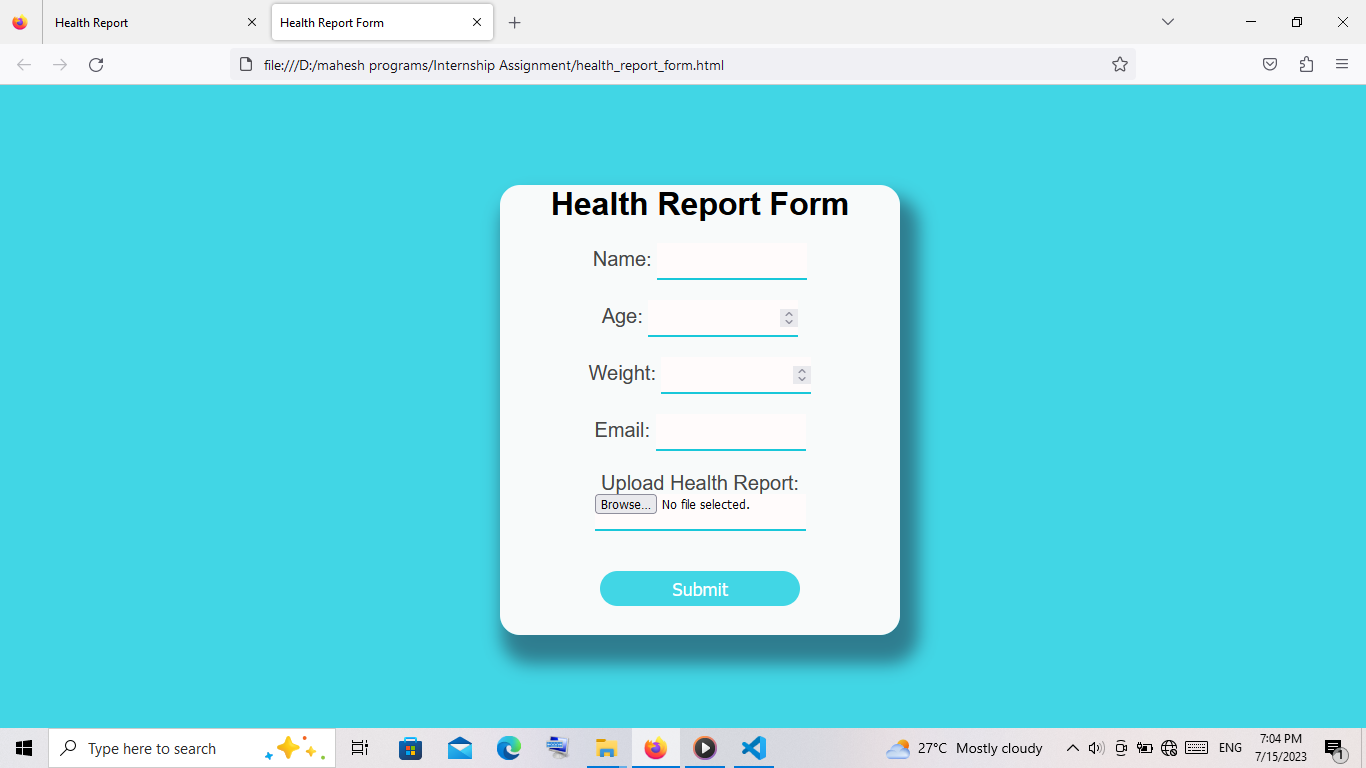 Health Report
Health Report Form
file:///D:/mahesh programs/Internship Assignment/health_report_form.html
Health Report Form
Name:
Age:
Weight:
Email:
Upload Health Report:
Browse... No file selected.
Submit
Type here to search
27°C Mostly cloudy
ENG
7:04 PM
7/15/2023
1